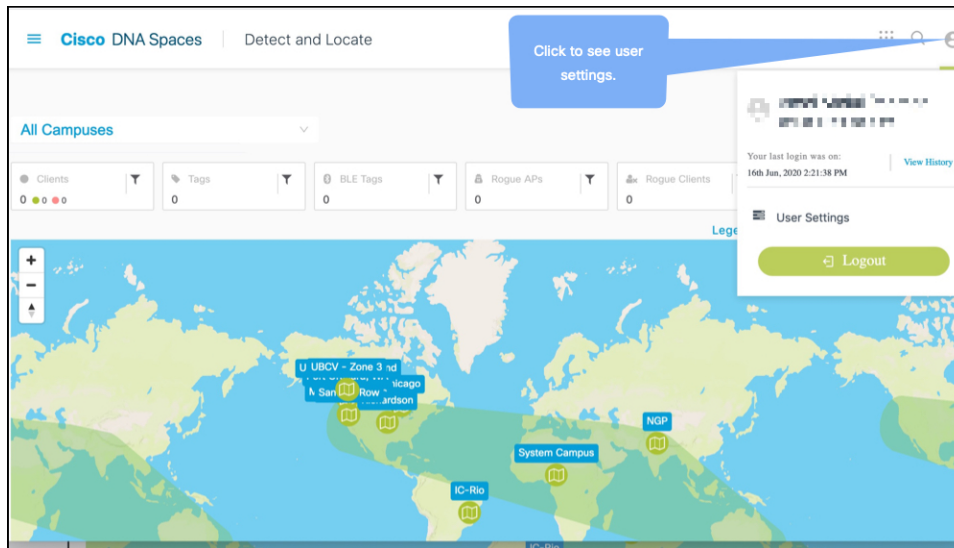 Cisco DNA Spaces
Detect and Locate
Click to see user
settings.
All Campuses
Your last login was on:
16th Jun, 2020 2:21:38 PM
View History
Clients
0 0 0
Tags
0
BLE Tags
0
Rogue APs
0
Rogue Clients
0
User Settings
Logout
+
−
UBCV - Zone 3
NGP
System Campus
IC-Rio
IC-Rio